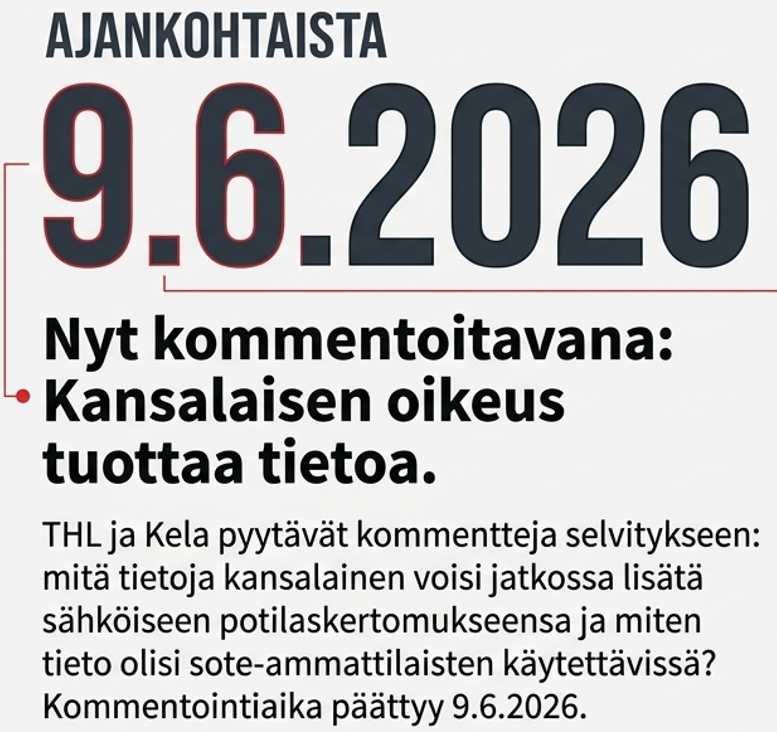 AJANKOHTAISTA
9.6.2026
Nyt kommentoitavana:
Kansalaisen oikeus
tuottaa tietoa.
THL ja Kela pyytävät kommentteja selvitykseen:
mitä tietoja kansalainen voisi jatkossa lisätä
sähköiseen potilaskertomukseensa ja miten
tieto olisi sote-ammattilaisten käytettävissä?
Kommentointiaika päättyy 9.6.2026.